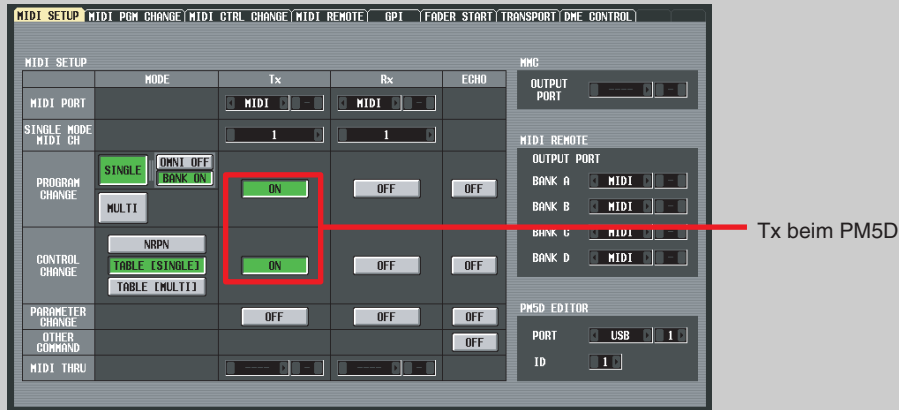 MIDI SETUP MIDI PGM CHANGE MIDI CTRL CHANGE MIDI REMOTE GPI FADER START TRANSPORT DME CONTROL
MIDI SETUP
MODE Tx Rx ECHO
MIDI PORT MIDI - MIDI -
SINGLE MODE
MIDI CH 1 1
PROGRAM
CHANGE
SINGLE OMNI OFF
BANK ON
MULTI
ON OFF OFF
CONTROL
CHANGE
NRPN
TABLE [SINGLE]
TABLE [MULTI]
ON OFF OFF
PARAMETER
CHANGE OFF OFF OFF
OTHER
COMMAND OFF
MIDI THRU ---- - ---- -
MMC
OUTPUT
PORT ---- -
MIDI REMOTE
OUTPUT PORT
BANK A MIDI -
BANK B MIDI -
BANK C MIDI -
BANK D MIDI -
PM5D EDITOR
PORT USB 1
ID 1
Tx beim PM5D